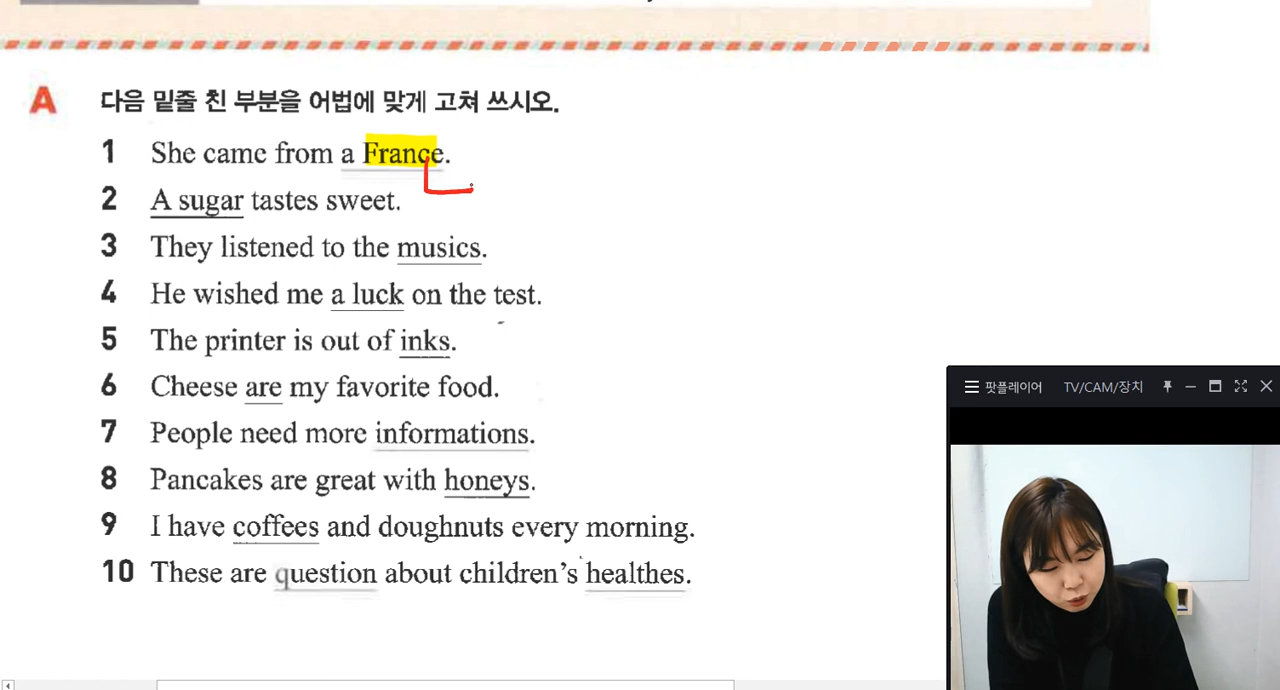 A 다음 밑줄 친 부분을 어법에 맞게 고쳐 쓰시오.
1 She came from a France.
2 A sugar tastes sweet.
3 They listened to the musics.
4 He wished me a luck on the test.
5 The printer is out of inks.
6 Cheese are my favorite food.
7 People need more informations.
8 Pancakes are great with honeys.
9 I have coffees and doughnuts every morning.
10 These are question about children's healthes.
팟플레이어 TV/CAM/장치